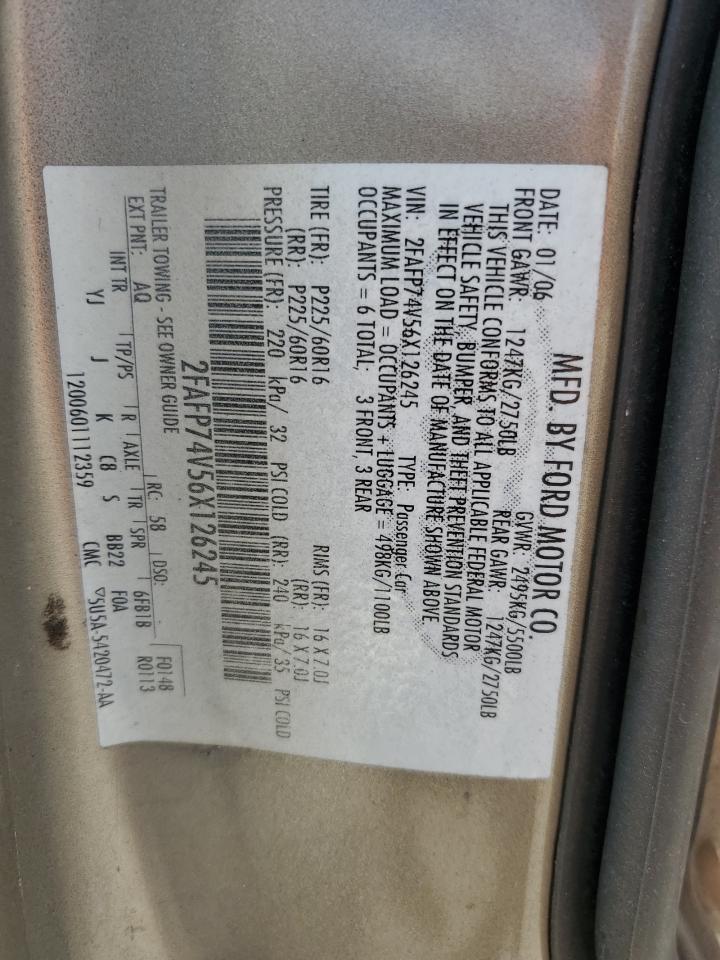 MFD. BY FORD MOTOR CO.
DATE: 01/06 GVWR: 2495KG/5500LB
FRONT GAWR: 1247KG/2750LB REAR GAWR: 1247KG/2750LB
THIS VEHICLE CONFORMS TO ALL APPLICABLE FEDERAL MOTOR
VEHICLE SAFETY, BUMPER, AND THEFT PREVENTION STANDARDS
IN EFFECT ON THE DATE OF MANUFACTURE SHOWN ABOVE.
VIN: 2FAFP74V56X126245 TYPE: Passenger Car
MAXIMUM LOAD = OCCUPANTS + LUGGAGE = 498KG/1100LB
OCCUPANTS = 6 TOTAL; 3 FRONT, 3 REAR
TIRE (FR): P225/60R16 RIMS (FR): 16 X 7.0J
(RR): P225/60R16 (RR): 16 X 7.0J
PRESSURE (FR): 220 kPa/ 32 PSI COLD (RR): 240 kPa/ 35 PSI COLD
2FAFP74V56X126245
TRAILER TOWING - SEE OWNER GUIDE
RC: 58 DSO: F0148
EXT PNT: AQ R0113
INT TR TP/PS R AXLE TR SPR 6FB1B
YJ J K C8 S BB22 FOA
1200601112359 CMC ▽5U5A-5420472-AA